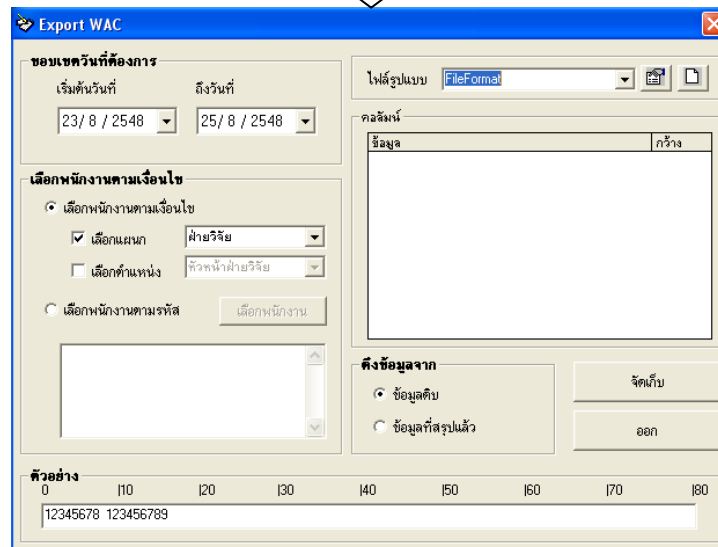 Export WAC
ขอบเขตวันที่ต้องการ
เริ่มต้นวันที่ ถึงวันที่
23/ 8 / 2548 25/ 8 / 2548
เลือกพนักงานตามเงื่อนไข
เลือกพนักงานตามเงื่อนไข
เลือกแผนก ฝ่ายวิจัย
เลือกตำแหน่ง หัวหน้าฝ่ายวิจัย
เลือกพนักงานตามรหัส เลือกพนักงาน
ไฟล์รูปแบบ FileFormat
คอลัมน์
ข้อมูล กว้าง
ดึงข้อมูลจาก
ข้อมูลดิบ
ข้อมูลที่สรุปแล้ว
จัดเก็บ
ออก
ตัวอย่าง
0 |10 |20 |30 |40 |50 |60 |70 |80
12345678 123456789